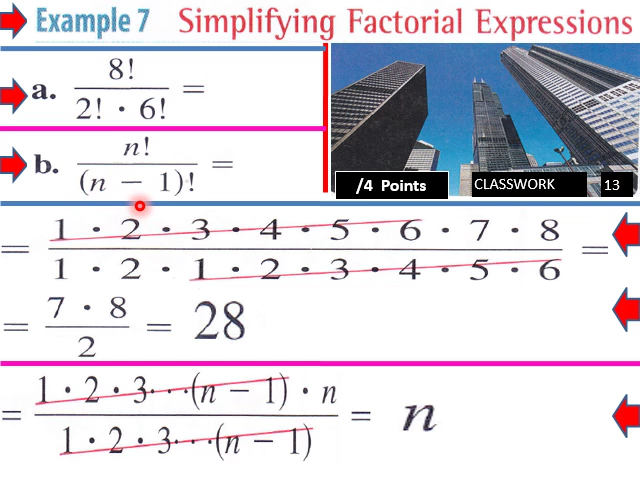 Example 7 Simplifying Factorial Expressions
a. 8! / 2! · 6! =
b. n! / (n − 1)! =
/4 Points CLASSWORK 13
= 1 · 2 · 3 · 4 · 5 · 6 · 7 · 8 / 1 · 2 · 1 · 2 · 3 · 4 · 5 · 6 =
= 7 · 8 / 2 = 28
= 1 · 2 · 3 ··· (n − 1) · n / 1 · 2 · 3 ··· (n − 1) = n